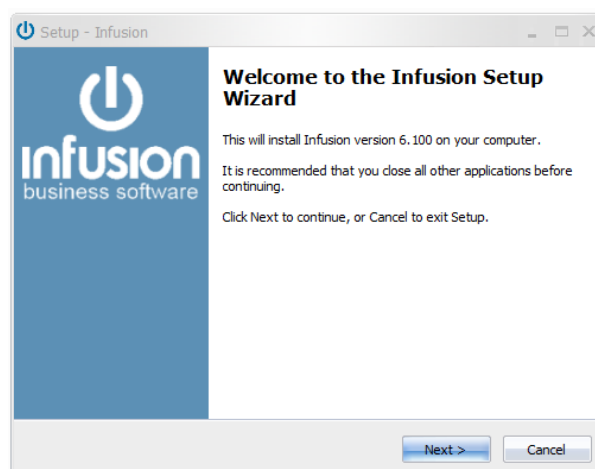 Setup - Infusion
infusion
business software
Welcome to the Infusion Setup
Wizard
This will install Infusion version 6.100 on your computer.
It is recommended that you close all other applications before
continuing.
Click Next to continue, or Cancel to exit Setup.
Next >
Cancel